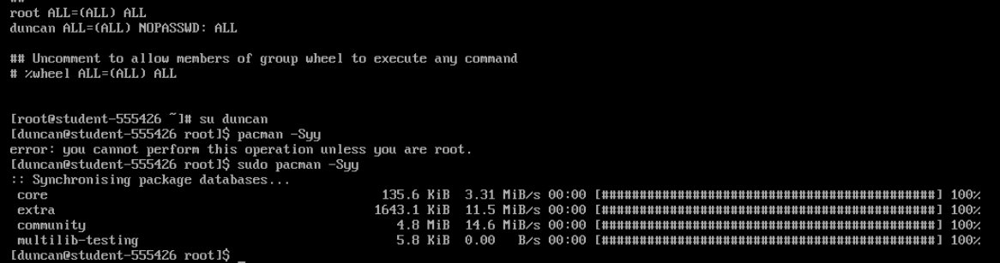 ##
root ALL=(ALL) ALL
duncan ALL=(ALL) NOPASSWD: ALL
## Uncomment to allow members of group wheel to execute any command
# %wheel ALL=(ALL) ALL
[root@student-555426 ~]# su duncan
[duncan@student-555426 root]$ pacman -Syy
error: you cannot perform this operation unless you are root.
[duncan@student-555426 root]$ sudo pacman -Syy
:: Synchronising package databases...
core 135.6 KiB 3.31 MiB/s 00:00 [######################################] 100%
extra 1643.1 KiB 11.5 MiB/s 00:00 [######################################] 100%
community 4.8 MiB 14.6 MiB/s 00:00 [######################################] 100%
multilib-testing 5.8 KiB 0.00 B/s 00:00 [######################################] 100%
[duncan@student-555426 root]$ _